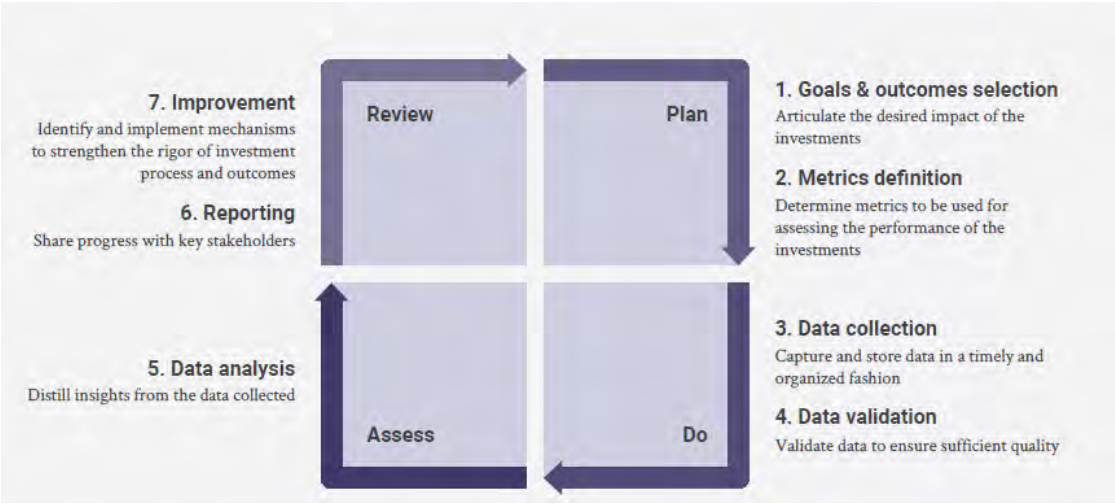 Review
Plan
Assess
Do
1. Goals & outcomes selection
Articulate the desired impact of the
investments
2. Metrics definition
Determine metrics to be used for
assessing the performance of the
investments
3. Data collection
Capture and store data in a timely and
organized fashion
4. Data validation
Validate data to ensure sufficient quality
5. Data analysis
Distill insights from the data collected
6. Reporting
Share progress with key stakeholders
7. Improvement
Identify and implement mechanisms
to strengthen the rigor of investment
process and outcomes